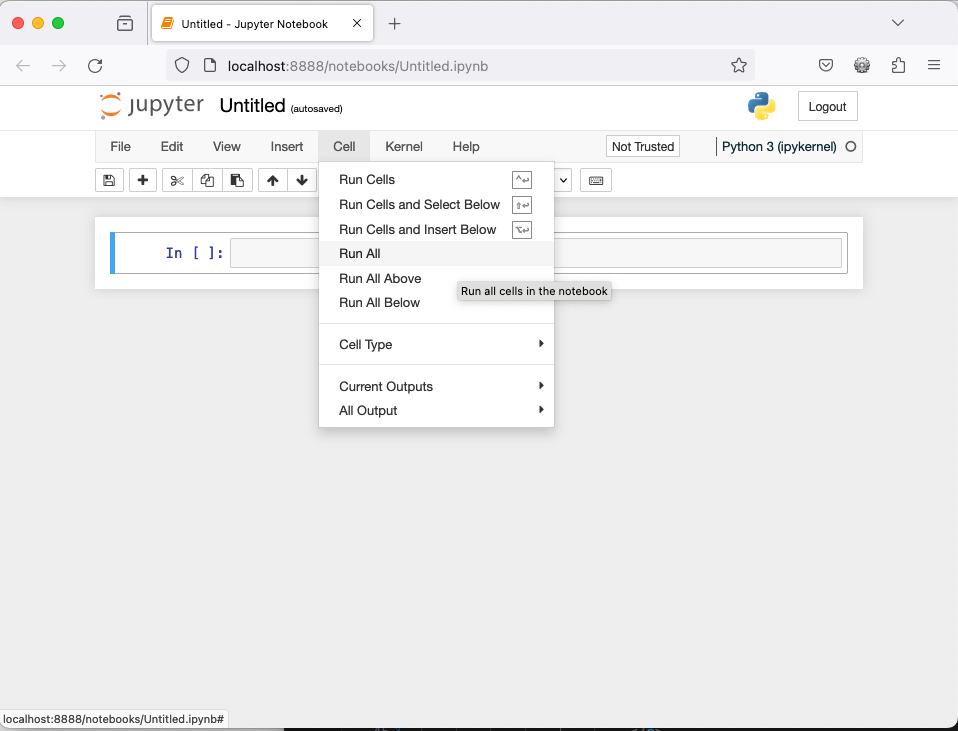 Untitled - Jupyter Notebook
localhost:8888/notebooks/Untitled.ipynb
jupyter Untitled (autosaved)
Logout
File Edit View Insert Cell Kernel Help
Not Trusted
Python 3 (ipykernel)
Run Cells ^↩
Run Cells and Select Below ⇧↩
Run Cells and Insert Below ⌥↩
In [ ]:
Run All
Run All Above
Run all cells in the notebook
Run All Below
Cell Type
Current Outputs
All Output
localhost:8888/notebooks/Untitled.ipynb#